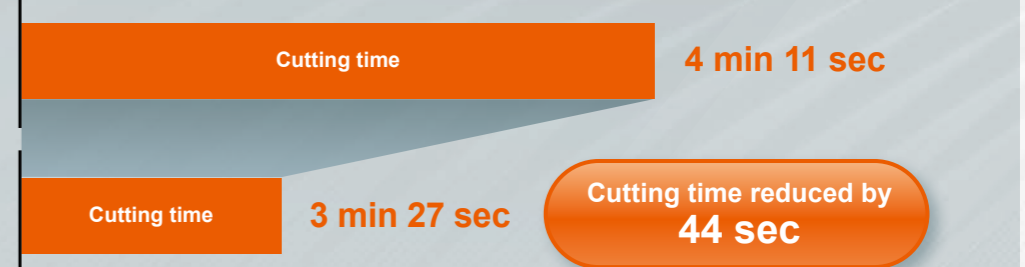 Cutting time
4 min 11 sec
Cutting time
3 min 27 sec
Cutting time reduced by
44 sec